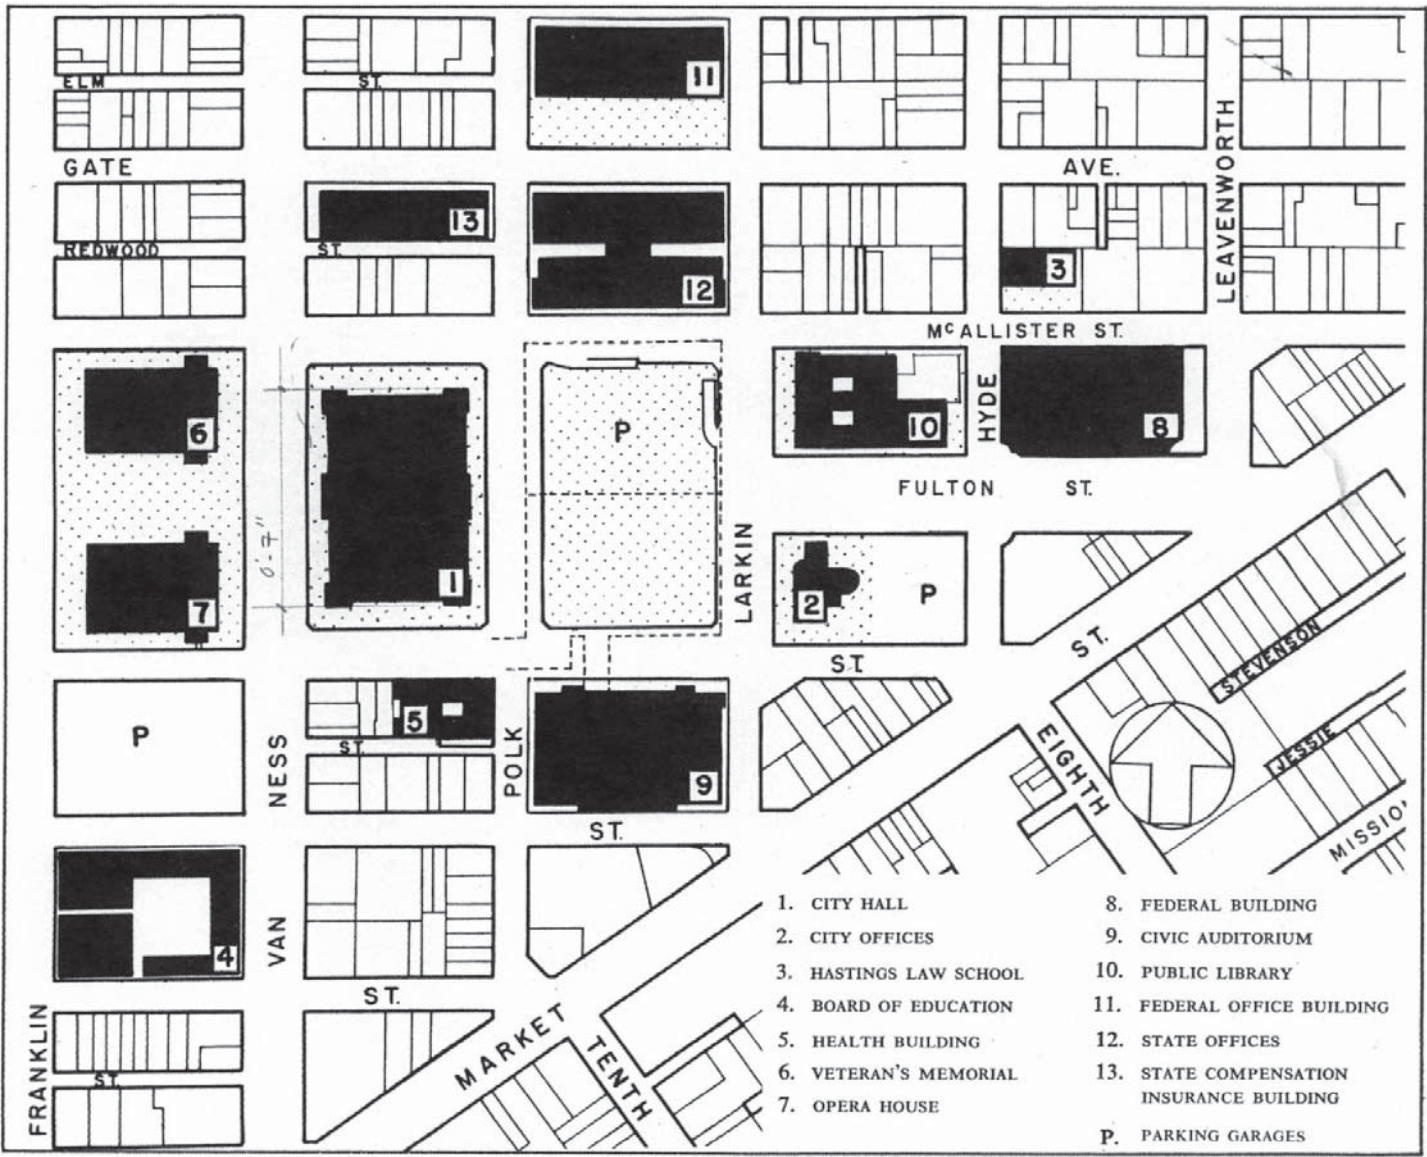 ELM ST.
11
GATE AVE.
LEAVENWORTH
13
REDWOOD ST.
12
3
McALLISTER ST.
6
P
10
HYDE
8
FULTON ST.
0-7"
7
1
LARKIN
2
P
ST.
ST.
STEVENSON
P
NESS
5
ST.
POLK
9
ST.
EIGHTH
JESSIE
MISSION
4
VAN
ST.
FRANKLIN
ST.
MARKET
TENTH
1. CITY HALL
2. CITY OFFICES
3. HASTINGS LAW SCHOOL
4. BOARD OF EDUCATION
5. HEALTH BUILDING
6. VETERAN'S MEMORIAL
7. OPERA HOUSE
8. FEDERAL BUILDING
9. CIVIC AUDITORIUM
10. PUBLIC LIBRARY
11. FEDERAL OFFICE BUILDING
12. STATE OFFICES
13. STATE COMPENSATION
INSURANCE BUILDING
P. PARKING GARAGES